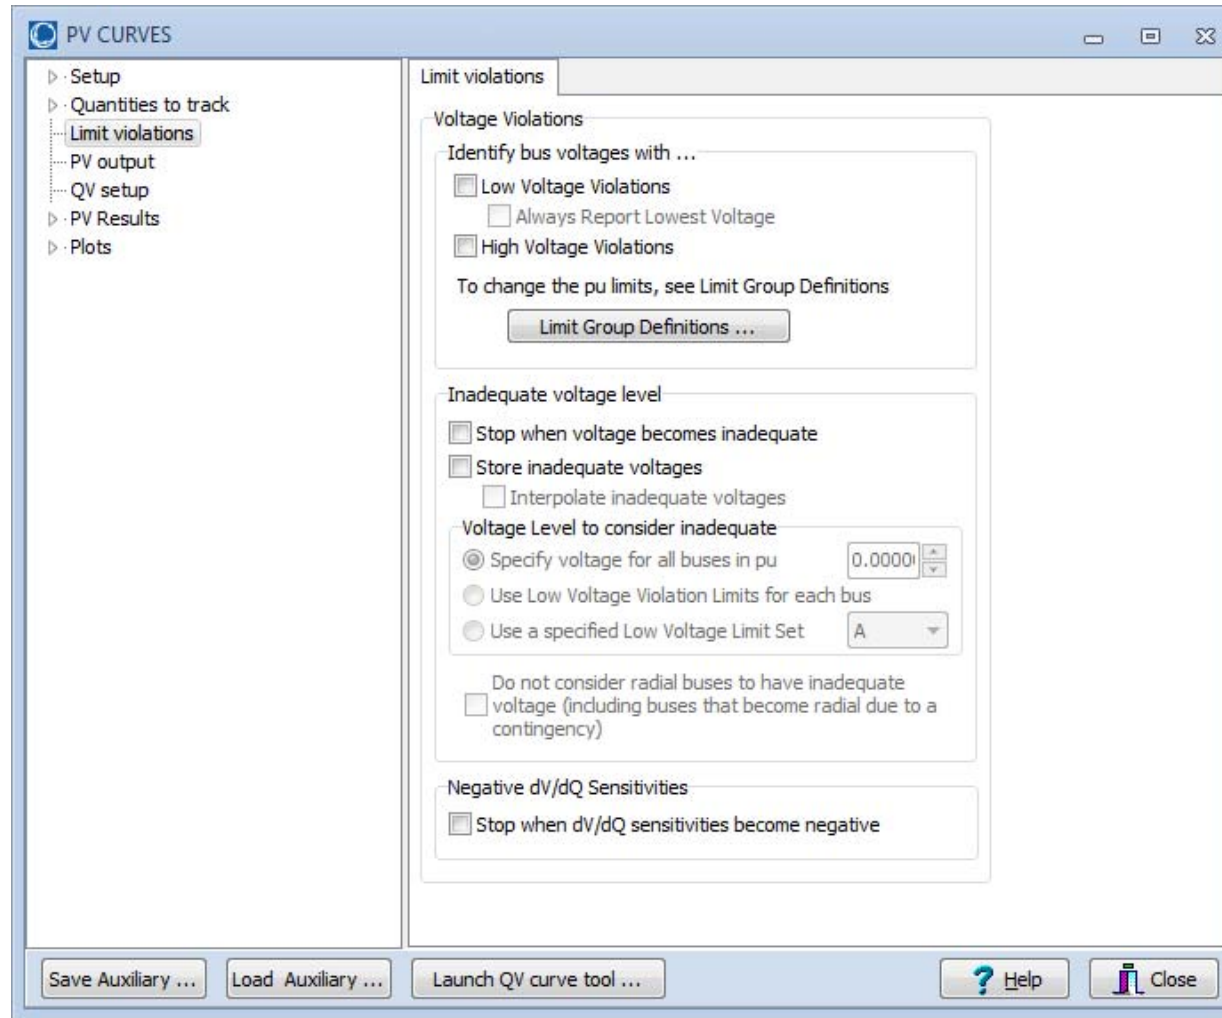 PV CURVES
Setup
Quantities to track
Limit violations
PV output
QV setup
PV Results
Plots
Limit violations
Voltage Violations
Identify bus voltages with ...
Low Voltage Violations
Always Report Lowest Voltage
High Voltage Violations
To change the pu limits, see Limit Group Definitions
Limit Group Definitions ...
Inadequate voltage level
Stop when voltage becomes inadequate
Store inadequate voltages
Interpolate inadequate voltages
Voltage Level to consider inadequate
Specify voltage for all buses in pu 0.0000
Use Low Voltage Violation Limits for each bus
Use a specified Low Voltage Limit Set A
Do not consider radial buses to have inadequate
voltage (including buses that become radial due to a
contingency)
Negative dV/dQ Sensitivities
Stop when dV/dQ sensitivities become negative
Save Auxiliary ... Load Auxiliary ... Launch QV curve tool ... ? Help Close